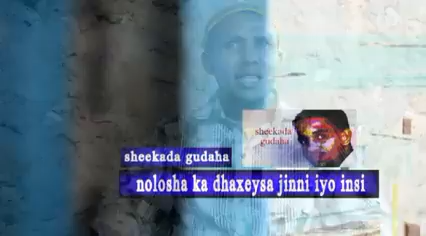 sheekada
gudaha
sheekada gudaha
nolosha ka dhaxeysa jinni iyo insi